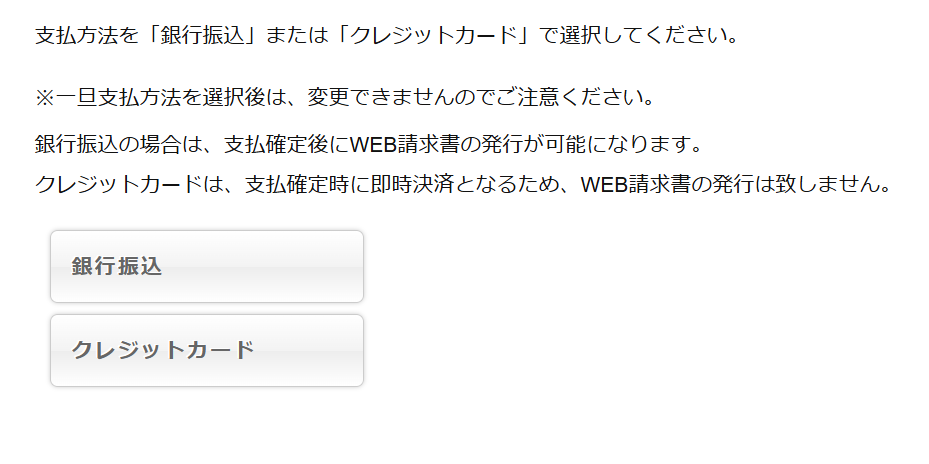 支払方法を「銀行振込」または「クレジットカード」で選択してください。
※一旦支払方法を選択後は、変更できませんのでご注意ください。
銀行振込の場合は、支払確定後にWEB請求書の発行が可能になります。
クレジットカードは、支払確定時に即時決済となるため、WEB請求書の発行は致しません。
銀行振込
クレジットカード